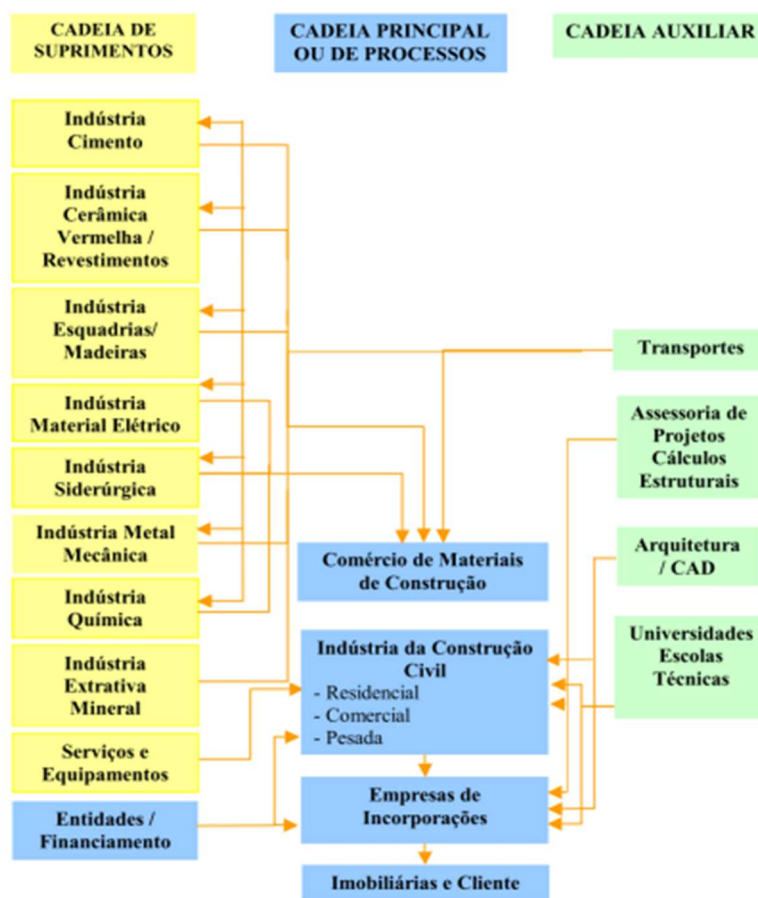 CADEIA DE
SUPRIMENTOS
CADEIA PRINCIPAL
OU DE PROCESSOS
CADEIA AUXILIAR
Indústria
Cimento
Indústria
Cerâmica
Vermelha /
Revestimentos
Indústria
Esquadrias/
Madeiras
Indústria
Material Elétrico
Indústria
Siderúrgica
Indústria Metal
Mecânica
Indústria
Química
Indústria
Extrativa
Mineral
Serviços e
Equipamentos
Entidades /
Financiamento
Comércio de Materiais
de Construção
Indústria da Construção
Civil
- Residencial
- Comercial
- Pesada
Empresas de
Incorporações
Imobiliárias e Cliente
Transportes
Assessoria de
Projetos
Cálculos
Estruturais
Arquitetura
/ CAD
Universidades
Escolas
Técnicas